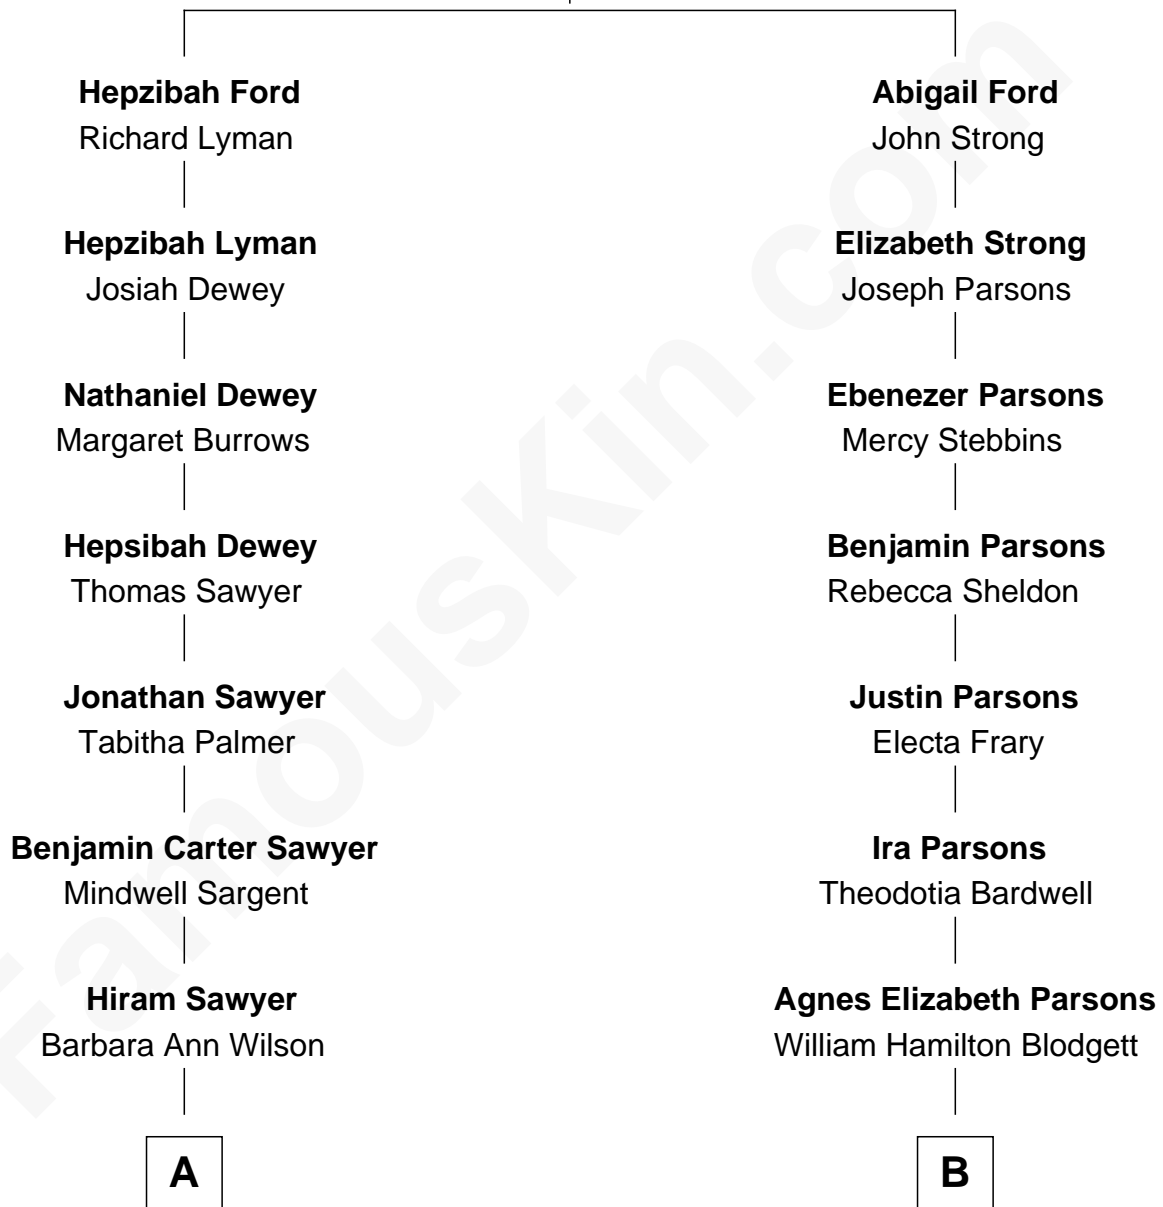 Hepzibah Ford
Richard Lyman
Abigail Ford
John Strong
Hepzibah Lyman
Josiah Dewey
Elizabeth Strong
Joseph Parsons
Nathaniel Dewey
Margaret Burrows
Ebenezer Parsons
Mercy Stebbins
Hepsibah Dewey
Thomas Sawyer
Benjamin Parsons
Rebecca Sheldon
Jonathan Sawyer
Tabitha Palmer
Justin Parsons
Electa Frary
Benjamin Carter Sawyer
Mindwell Sargent
Ira Parsons
Theodotia Bardwell
Hiram Sawyer
Barbara Ann Wilson
Agnes Elizabeth Parsons
William Hamilton Blodgett
A
B
FamousKin.com